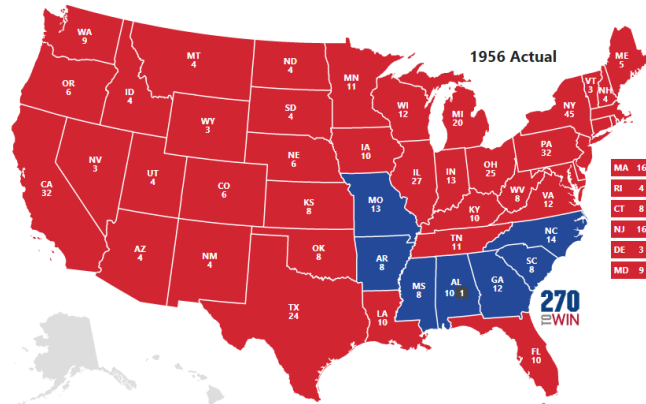 1956 Actual
WA
9
OR
6
CA
32
NV
3
ID
4
MT
4
WY
3
UT
4
AZ
4
CO
6
NM
4
ND
4
SD
4
NE
6
KS
8
OK
8
TX
24
MN
11
IA
10
MO
13
AR
8
LA
10
WI
12
IL
27
MI
20
IN
13
OH
25
KY
10
TN
11
MS
8
AL
10 1
GA
12
FL
10
SC
8
NC
14
VA
12
WV
8
PA
32
NY
45
VT
3
NH
4
ME
5
MA 16
RI 4
CT 8
NJ 16
DE 3
MD 9
270
TO WIN